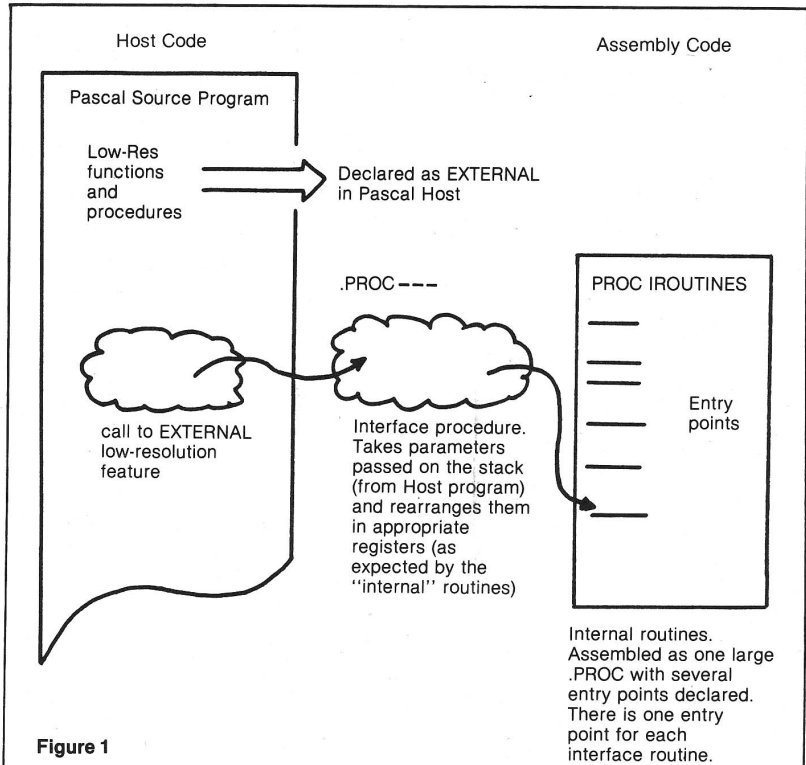 Host Code
Assembly Code
Pascal Source Program
Low-Res
functions
and
procedures
Declared as EXTERNAL
in Pascal Host
.PROC ---
PROC IROUTINES
Entry
points
call to EXTERNAL
low-resolution
feature
Interface procedure.
Takes parameters
passed on the stack
(from Host program)
and rearranges them
in appropriate
registers (as
expected by the
"internal" routines)
Internal routines.
Assembled as one large
.PROC with several
entry points declared.
There is one entry
point for each
interface routine.
Figure 1